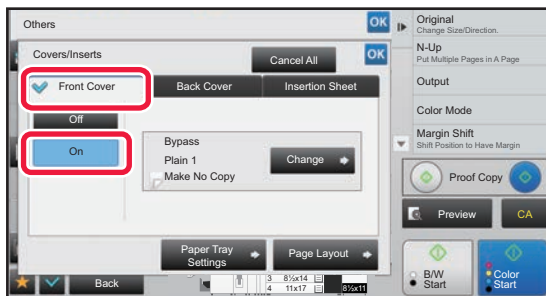 Others
OK
Covers/Inserts
Cancel All
OK
Front Cover
Back Cover
Insertion Sheet
Off
On
Bypass
Plain 1
Make No Copy
Change
Paper Tray
Settings
Page Layout
Back
3 8½x14
4 11x17
8½x11
Original
Change Size/Direction.
N-Up
Put Multiple Pages in A Page
Output
Color Mode
Margin Shift
Shift Position to Have Margin
Proof Copy
Preview
CA
B/W
Start
Color
Start